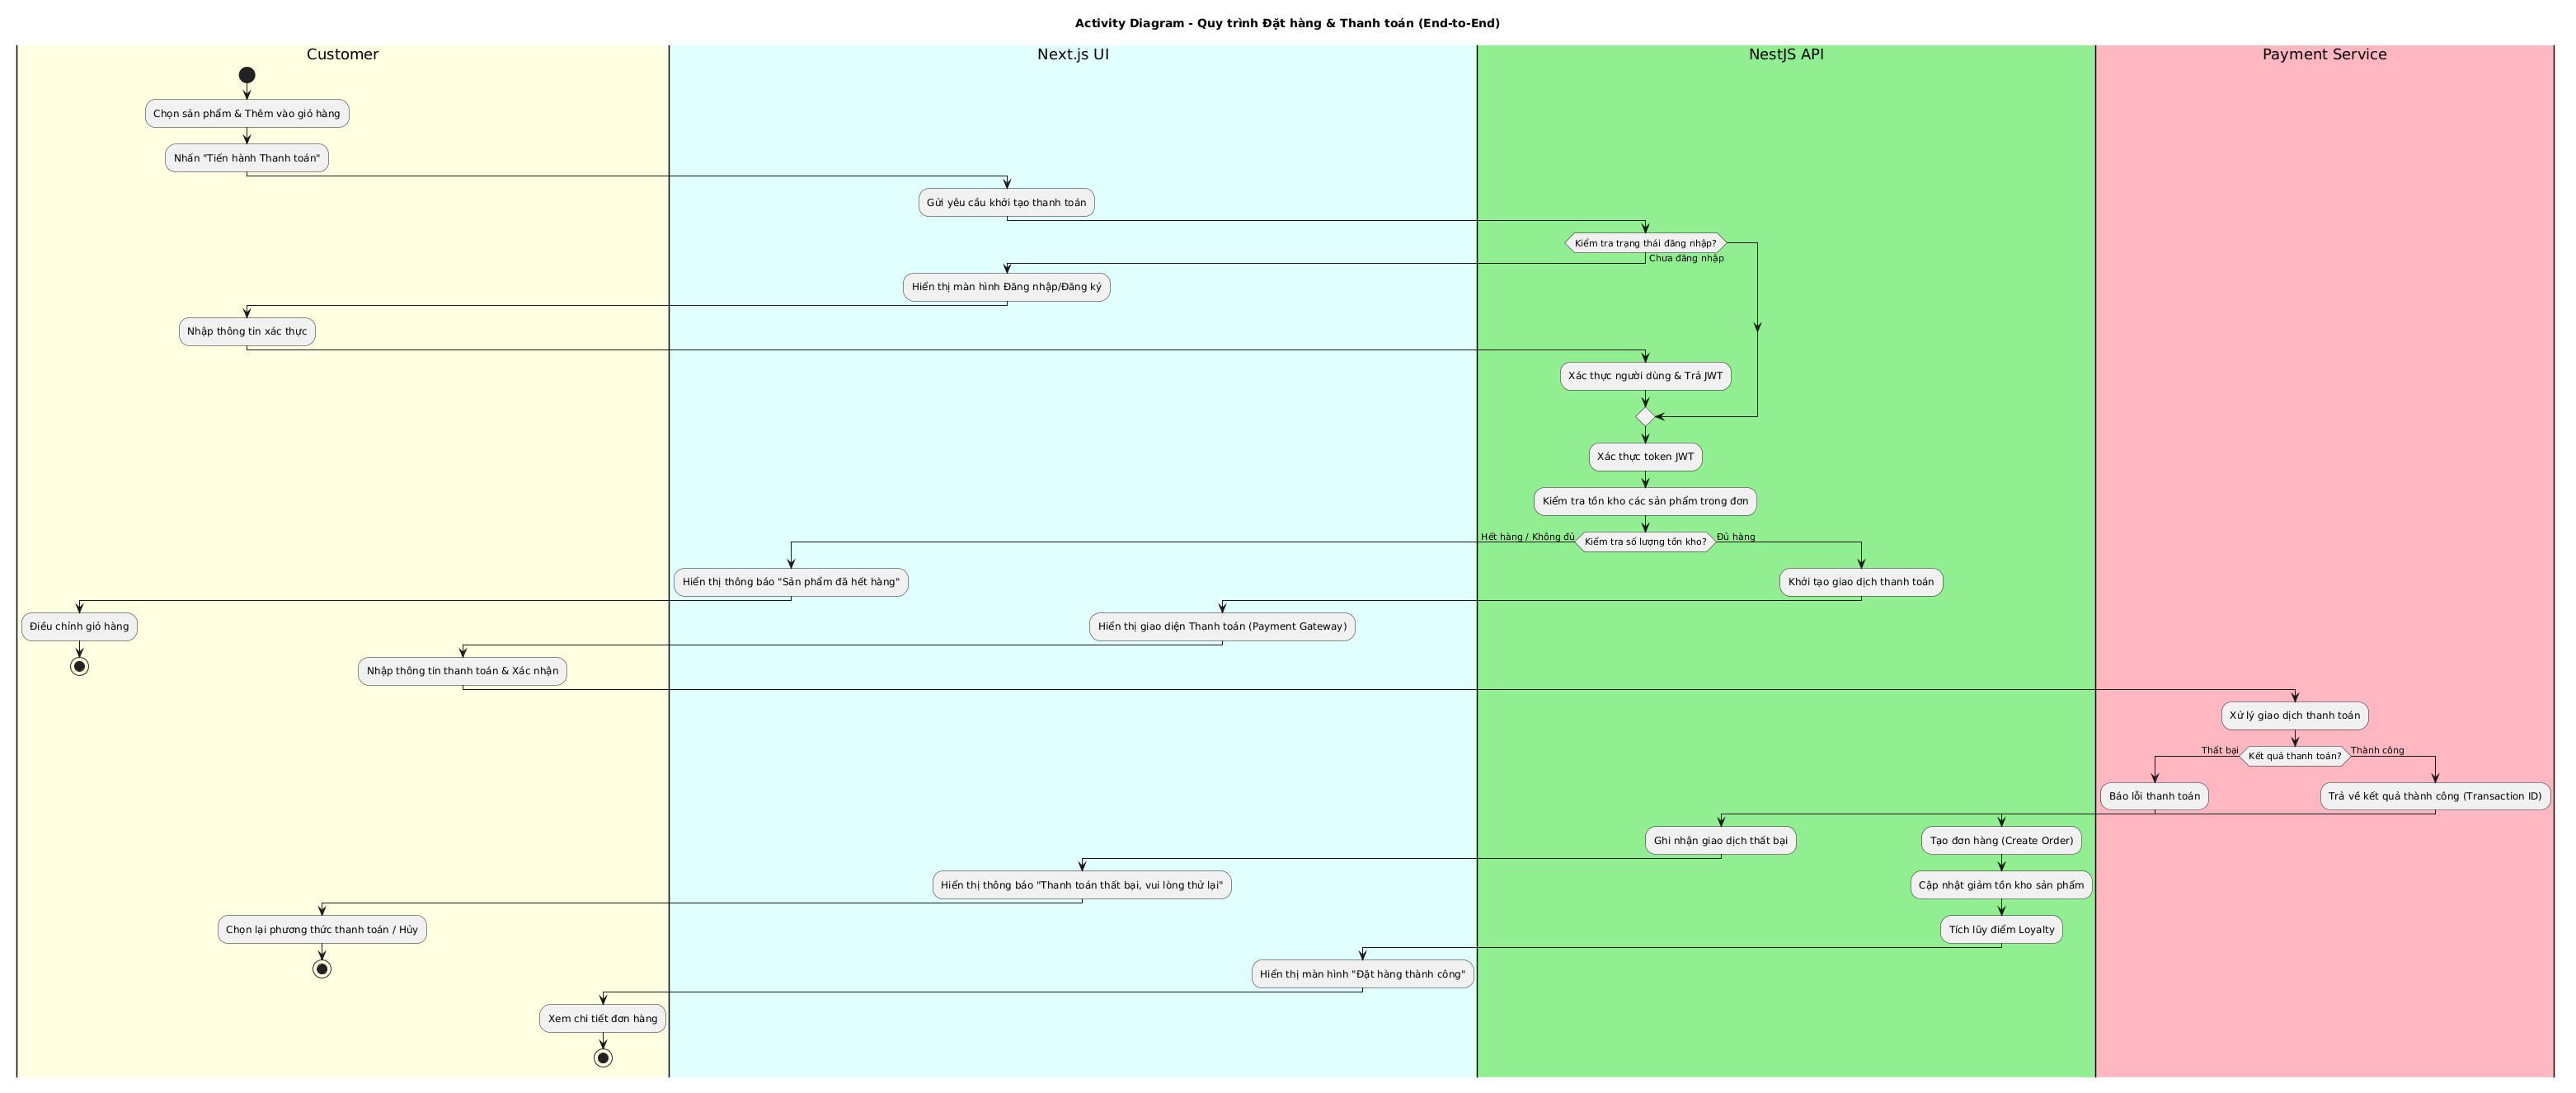 Activity Diagram - Quy trình Đặt hàng & Thanh toán (End-to-End)
Customer
Next.js UI
NestJS API
Payment Service
Chọn sản phẩm & Thêm vào giỏ hàng
Nhấn "Tiến hành Thanh toán"
Gửi yêu cầu khởi tạo thanh toán
Kiểm tra trạng thái đăng nhập?
Chưa đăng nhập
Hiển thị màn hình Đăng nhập/Đăng ký
Nhập thông tin xác thực
Xác thực người dùng & Trả JWT
Xác thực token JWT
Kiểm tra tồn kho các sản phẩm trong đơn
Hết hàng / Không đủ
Kiểm tra số lượng tồn kho?
Đủ hàng
Hiển thị thông báo "Sản phẩm đã hết hàng"
Khởi tạo giao dịch thanh toán
Điều chỉnh giỏ hàng
Hiển thị giao diện Thanh toán (Payment Gateway)
Nhập thông tin thanh toán & Xác nhận
Xử lý giao dịch thanh toán
Thất bại
Kết quả thanh toán?
Thành công
Báo lỗi thanh toán
Trả về kết quả thành công (Transaction ID)
Ghi nhận giao dịch thất bại
Tạo đơn hàng (Create Order)
Hiển thị thông báo "Thanh toán thất bại, vui lòng thử lại"
Cập nhật giảm tồn kho sản phẩm
Chọn lại phương thức thanh toán / Hủy
Tích lũy điểm Loyalty
Hiển thị màn hình "Đặt hàng thành công"
Xem chi tiết đơn hàng